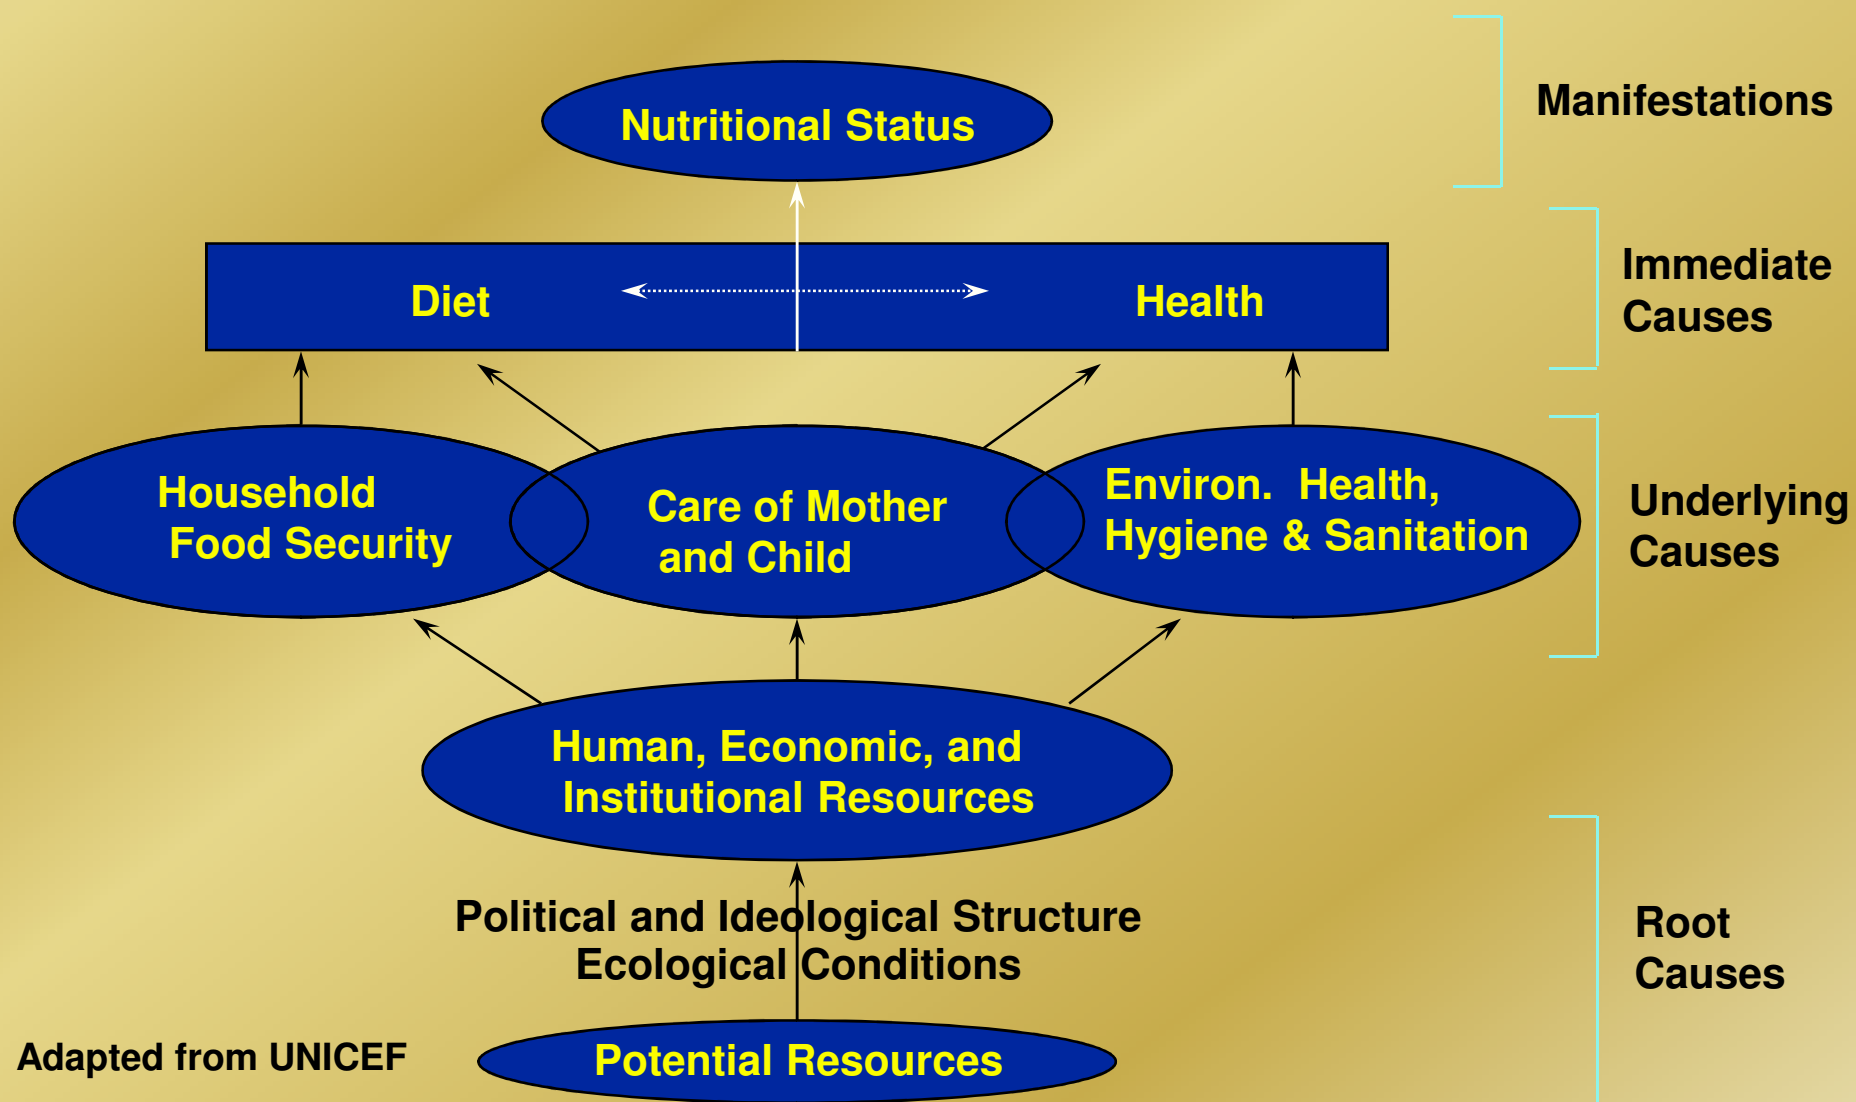 Nutritional Status
Manifestations
Diet
Health
Immediate
Causes
Household
Food Security
Care of Mother
and Child
Environ.  Health,
Hygiene & Sanitation
Underlying
Causes
Human, Economic, and
Institutional Resources
Political and Ideological Structure
Ecological Conditions
Root
Causes
Potential Resources
Adapted from UNICEF